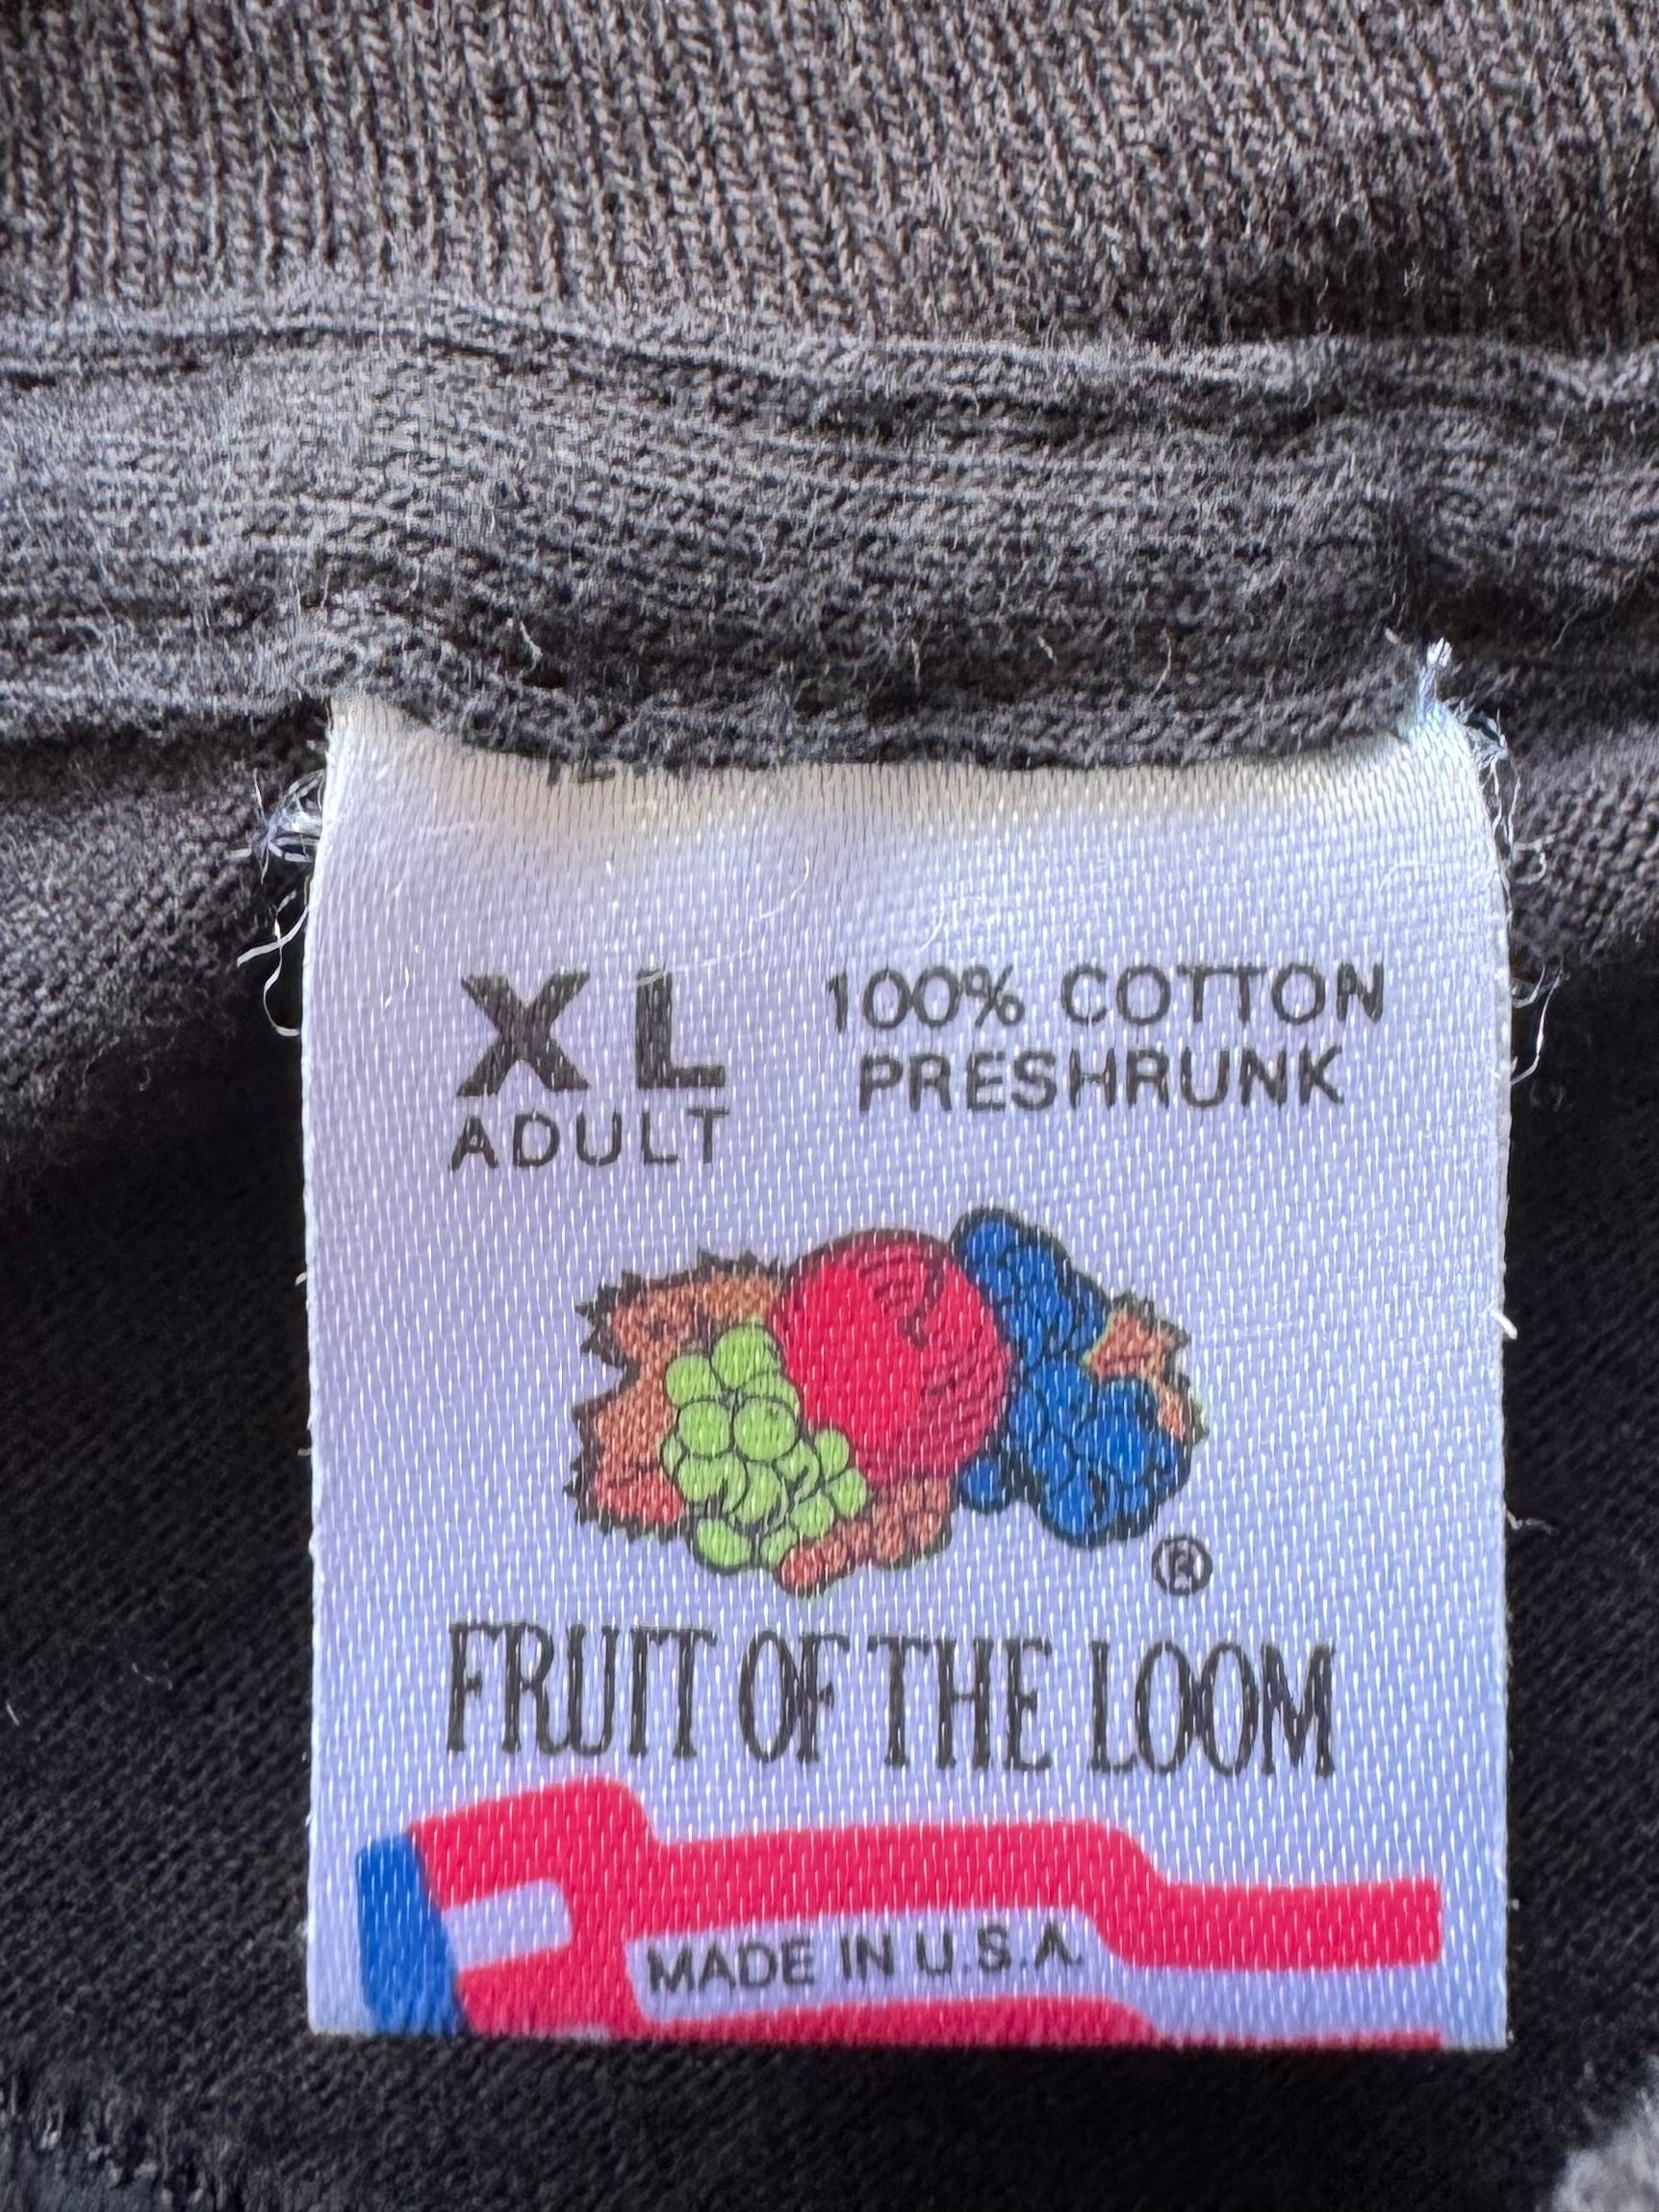 XL
ADULT
100% COTTON
PRESHRUNK
®
FRUIT OF THE LOOM
MADE IN U.S.A.